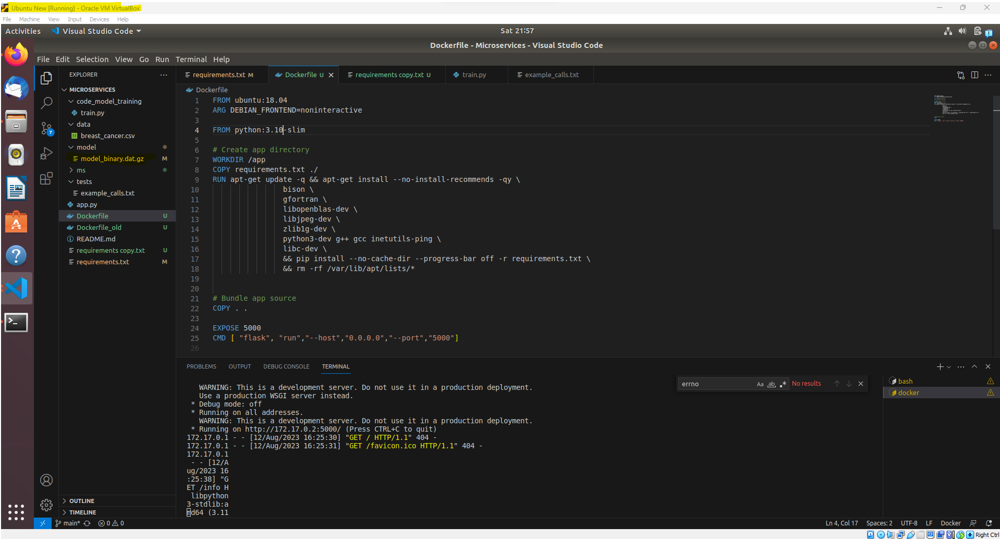 Ubuntu New [Running] - Oracle VM VirtualBox
File Machine View Input Devices Help
Activities Visual Studio Code Sat 21:57
Dockerfile - Microservices - Visual Studio Code
File Edit Selection View Go Run Terminal Help
EXPLORER
MICROSERVICES
code_model_training
train.py
data
breast_cancer.csv
model
model_binary.dat.gz M
ms
tests
example_calls.txt
app.py
Dockerfile U
Dockerfile_old U
README.md
requirements copy.txt U
requirements.txt M
OUTLINE
TIMELINE
7
requirements.txt M Dockerfile U requirements copy.txt U train.py example_calls.txt
Dockerfile
1 FROM ubuntu:18.04
2 ARG DEBIAN_FRONTEND=noninteractive
3
4 FROM python:3.10-slim
5
6 # Create app directory
7 WORKDIR /app
8 COPY requirements.txt ./
9 RUN apt-get update -q && apt-get install --no-install-recommends -qy \
10 bison \
11 gfortran \
12 libopenblas-dev \
13 libjpeg-dev \
14 zlib1g-dev \
15 python3-dev g++ gcc inetutils-ping \
16 libc-dev \
17 && pip install --no-cache-dir --progress-bar off -r requirements.txt \
18 && rm -rf /var/lib/apt/lists/*
19
20
21 # Bundle app source
22 COPY . .
23
24 EXPOSE 5000
25 CMD [ "flask", "run","--host","0.0.0.0","--port","5000"]
26
PROBLEMS OUTPUT DEBUG CONSOLE TERMINAL
errno Aa ab .* No results
bash
docker
WARNING: This is a development server. Do not use it in a production deployment.
Use a production WSGI server instead.
* Debug mode: off
* Running on all addresses.
WARNING: This is a development server. Do not use it in a production deployment.
* Running on http://172.17.0.2:5000/ (Press CTRL+C to quit)
172.17.0.1 - - [12/Aug/2023 16:25:30] "GET / HTTP/1.1" 404 -
172.17.0.1 - - [12/Aug/2023 16:25:31] "GET /favicon.ico HTTP/1.1" 404 -
172.17.0.1
- - [12/A
ug/2023 16
:25:38] "G
ET /info H
libpython
3-stdlib:a
md64 (3.11
main* 0 0 Ln 4, Col 17 Spaces: 2 UTF-8 LF Docker
Right Ctrl